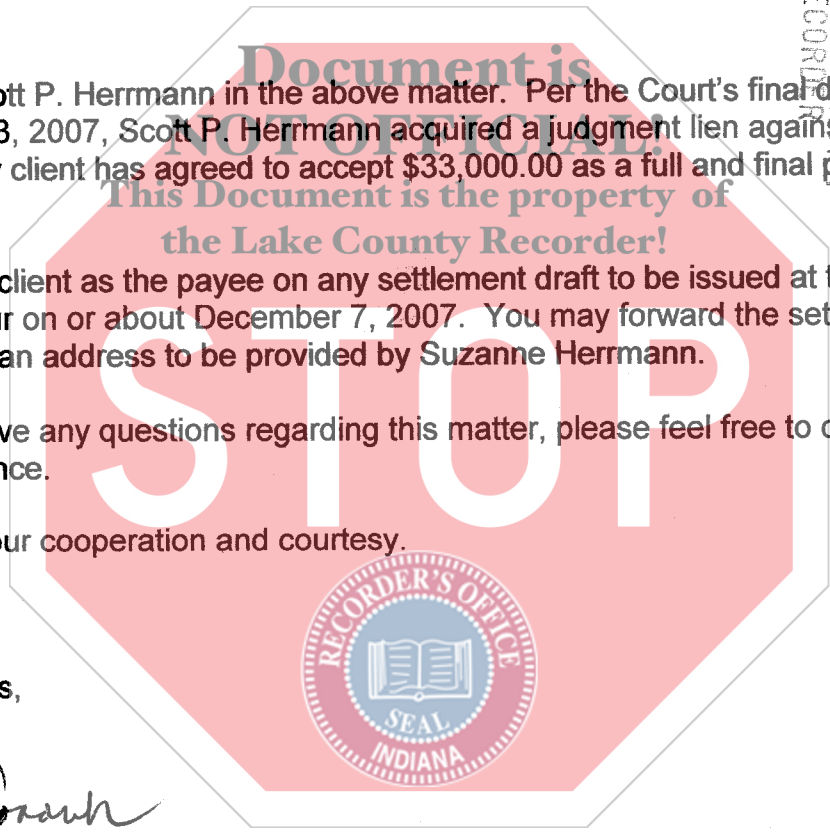 CORDER
Document is
ott P. Herrmann in the above matter. Per the Court's final d
3, 2007, Scott P. Herrmann acquired a judgment lien agains
NOT OFFICIAL!
client has agreed to accept $33,000.00 as a full and final p
This Document is the property of
the Lake County Recorder!
client as the payee on any settlement draft to be issued at t
ur on or about December 7, 2007. You may forward the set
an address to be provided by Suzanne Herrmann.
STOP
ve any questions regarding this matter, please feel free to c
nce.
our cooperation and courtesy.
RECORDER'S OFFICE
SEAL
INDIANA
s,